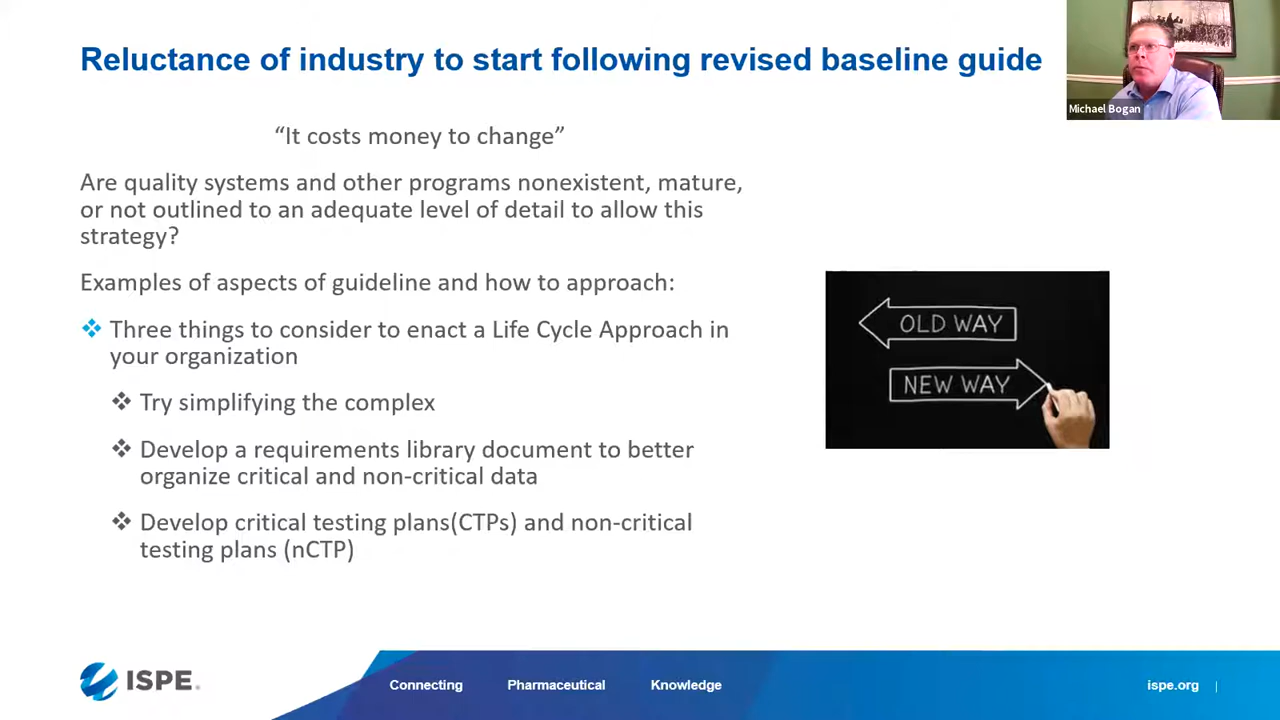 Reluctance of industry to start following revised baseline guide
Michael Bogan
“It costs money to change”
Are quality systems and other programs nonexistent, mature,
or not outlined to an adequate level of detail to allow this
strategy?
Examples of aspects of guideline and how to approach:
❖ Three things to consider to enact a Life Cycle Approach in
your organization
❖ Try simplifying the complex
❖ Develop a requirements library document to better
organize critical and non-critical data
❖ Develop critical testing plans(CTPs) and non-critical
testing plans (nCTP)
OLD WAY
NEW WAY
ISPE.
Connecting Pharmaceutical Knowledge
ispe.org |